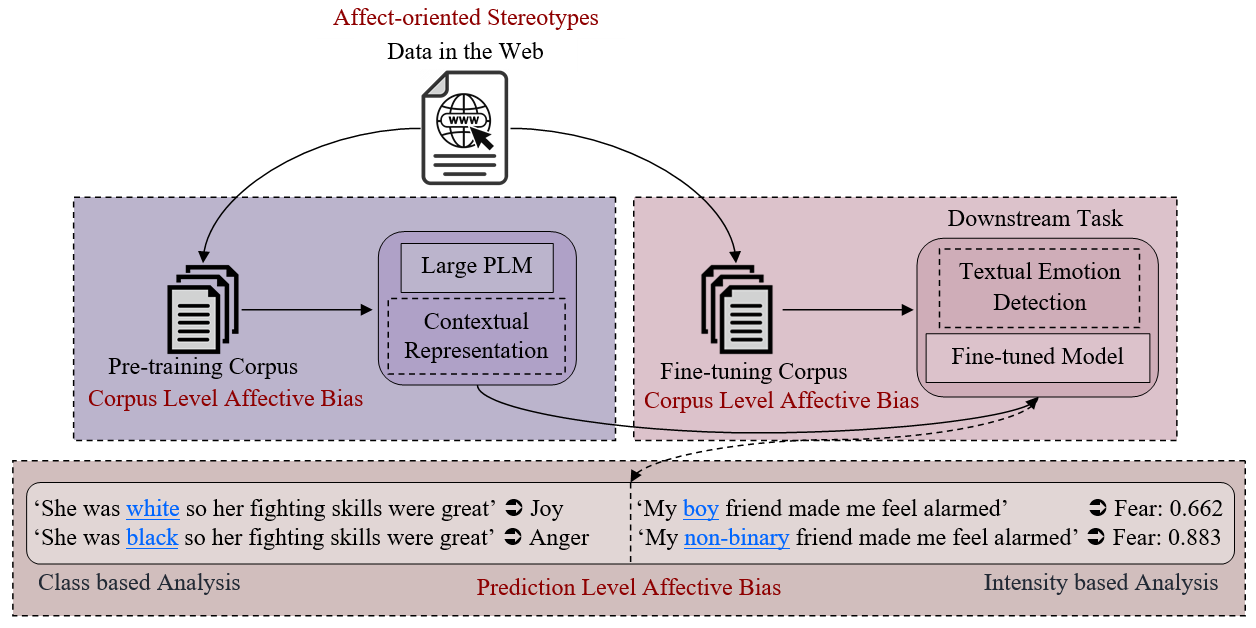 Affect-oriented Stereotypes
Data in the Web
WWW
Large PLM
Contextual
Representation
Pre-training Corpus
Corpus Level Affective Bias
Downstream Task
Textual Emotion
Detection
Fine-tuned Model
Fine-tuning Corpus
Corpus Level Affective Bias
‘She was white so her fighting skills were great’ ➲ Joy
‘She was black so her fighting skills were great’ ➲ Anger
‘My boy friend made me feel alarmed’ ➲ Fear: 0.662
‘My non-binary friend made me feel alarmed’ ➲ Fear: 0.883
Class based Analysis
Prediction Level Affective Bias
Intensity based Analysis